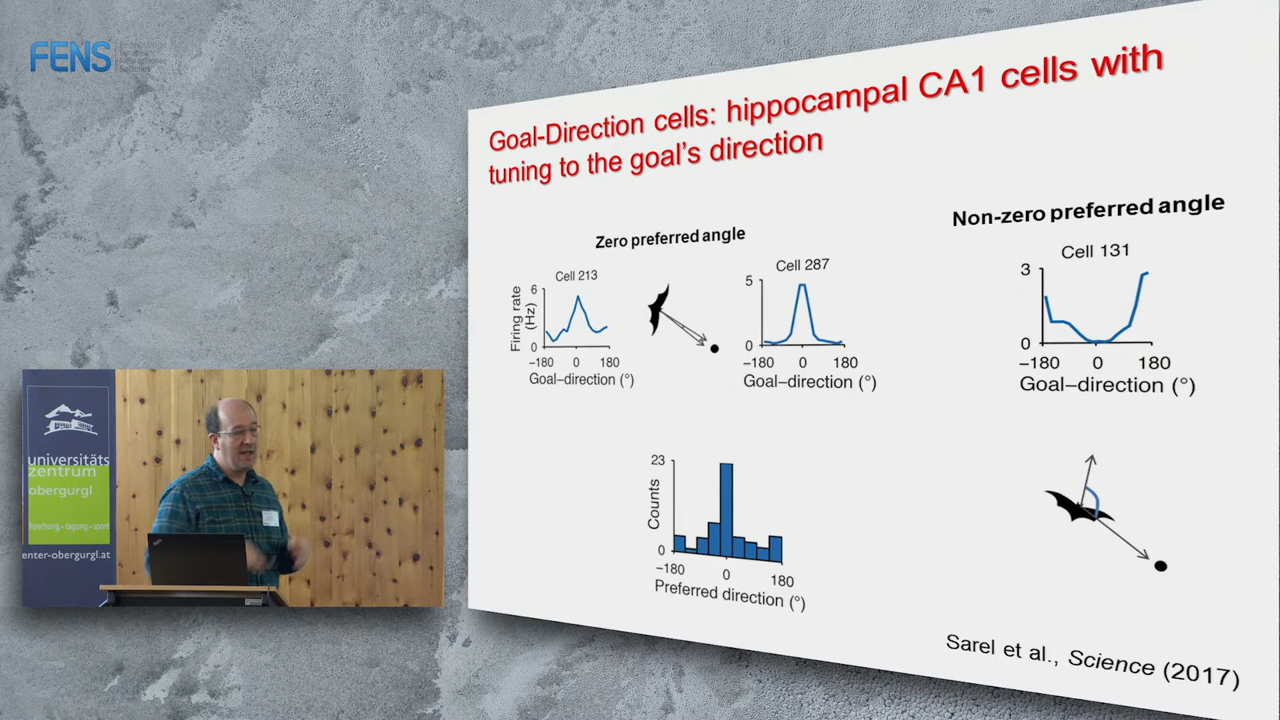 FENS
Goal-Direction cells: hippocampal CA1 cells with
tuning to the goal's direction
Zero preferred angle
Cell 213
6
Firing rate
(Hz)
0
−180 0 180
Goal–direction (°)
Cell 287
5
0
−180 0 180
Goal–direction (°)
Non-zero preferred angle
Cell 131
3
0
−180 0 180
Goal–direction (°)
23
Counts
0
−180 0 180
Preferred direction (°)
Sarel et al., Science (2017)
universitäts
zentrum
obergurgl
forschung • tagung • sport
enter-obergurgl.at